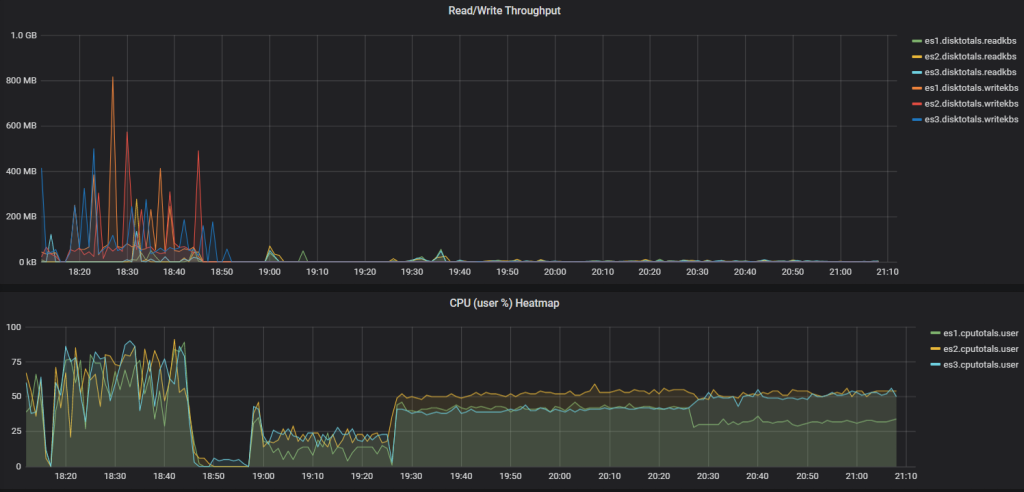 Read/Write Throughput
1.0 GB
800 MB
600 MB
400 MB
200 MB
0 kB
18:20 18:30 18:40 18:50 19:00 19:10 19:20 19:30 19:40 19:50 20:00 20:10 20:20 20:30 20:40 20:50 21:00 21:10
es1.disktotals.readkbs
es2.disktotals.readkbs
es3.disktotals.readkbs
es1.disktotals.writekbs
es2.disktotals.writekbs
es3.disktotals.writekbs
CPU (user %) Heatmap
100
75
50
25
0
18:20 18:30 18:40 18:50 19:00 19:10 19:20 19:30 19:40 19:50 20:00 20:10 20:20 20:30 20:40 20:50 21:00 21:10
es1.cputotals.user
es2.cputotals.user
es3.cputotals.user